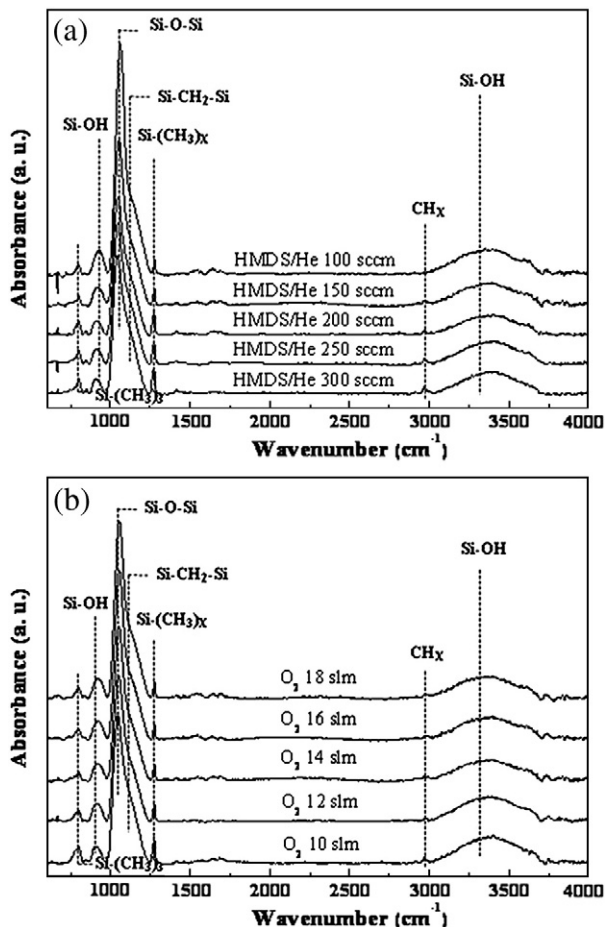 (a)
Si-O-Si
Si-CH₂-Si
Si-OH
Si-OH
Si-(CH₃)ₓ
CHₓ
HMDS/He 100 sccm
HMDS/He 150 sccm
HMDS/He 200 sccm
HMDS/He 250 sccm
HMDS/He 300 sccm
Si-(CH₃)₃
Absorbance (a. u.)
1000 1500 2000 2500 3000 3500 4000
Wavenumber (cm⁻¹)
(b)
Si-O-Si
Si-OH
Si-CH₂-Si
Si-OH
Si-(CH₃)ₓ
CHₓ
O₂ 18 slm
O₂ 16 slm
O₂ 14 slm
O₂ 12 slm
O₂ 10 slm
Si-(CH₃)₃
Absorbance (a. u.)
1000 1500 2000 2500 3000 3500 4000
Wavenumber (cm⁻¹)